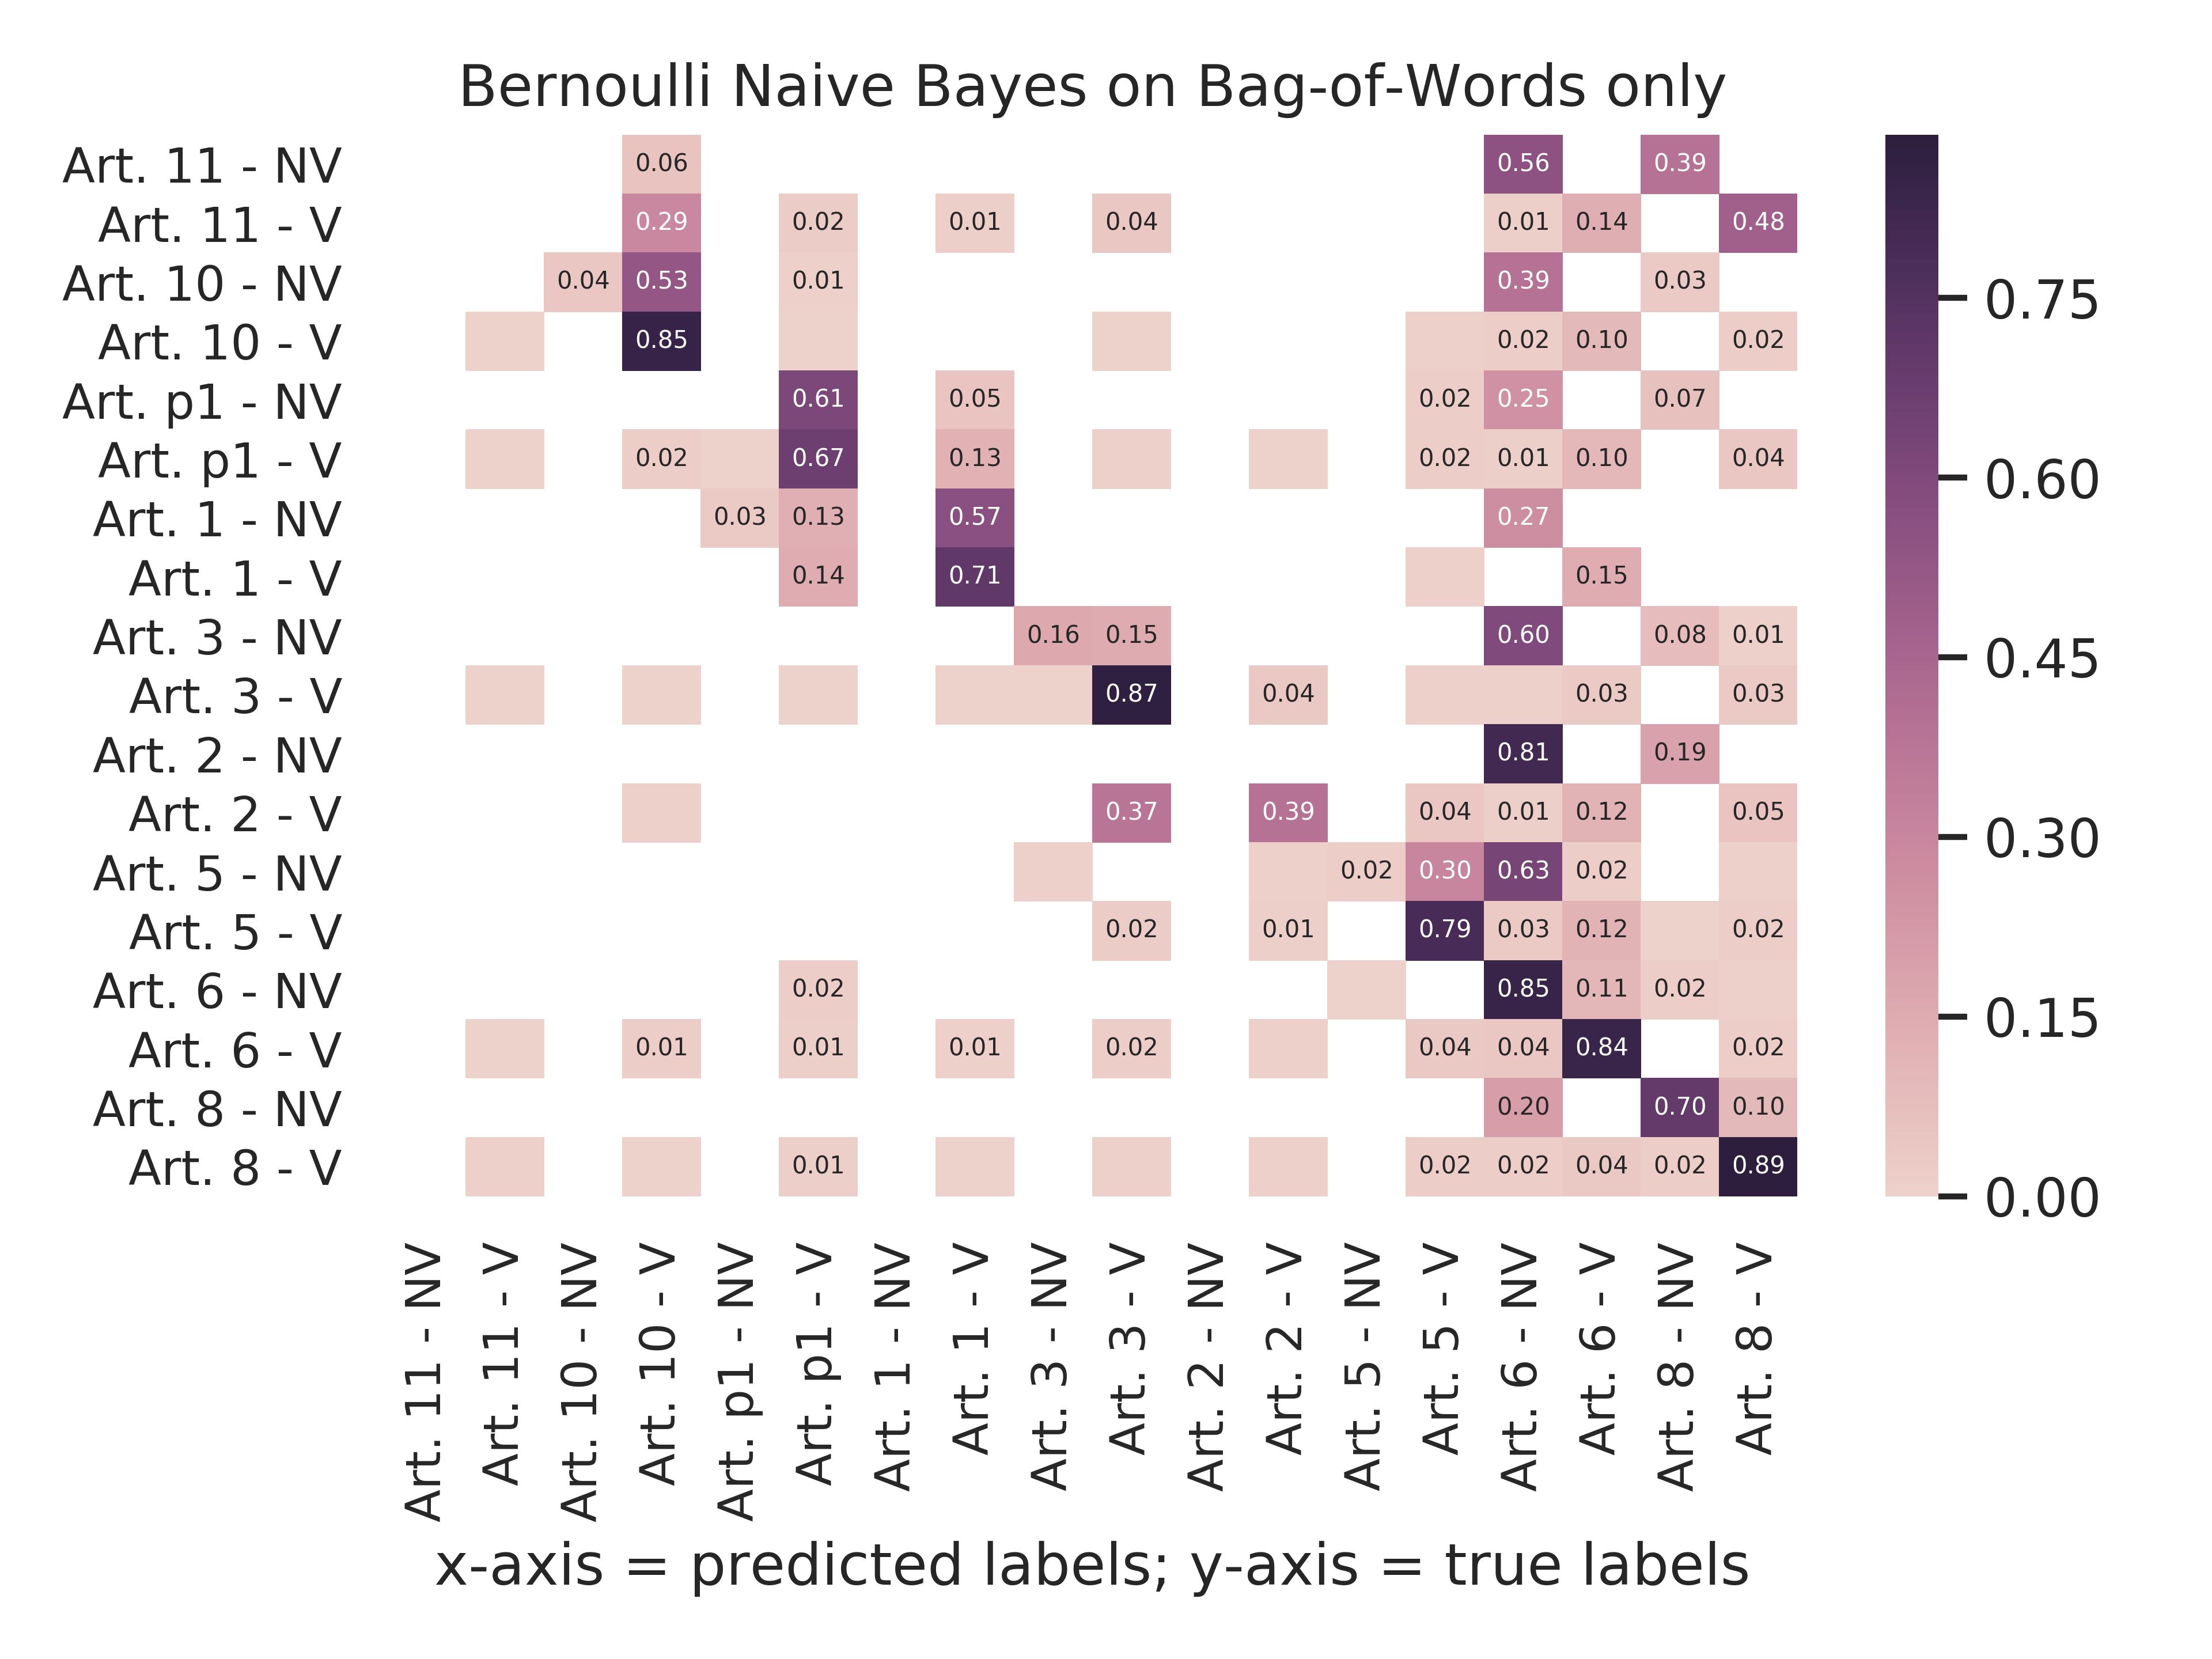 Bernoulli Naive Bayes on Bag-of-Words only
Art. 11 - NV 0.06 0.56 0.39
Art. 11 - V 0.29 0.02 0.01 0.04 0.01 0.14 0.48
Art. 10 - NV 0.04 0.53 0.01 0.39 0.03
Art. 10 - V 0.85 0.02 0.10 0.02
Art. p1 - NV 0.61 0.05 0.02 0.25 0.07
Art. p1 - V 0.02 0.67 0.13 0.02 0.01 0.10 0.04
Art. 1 - NV 0.03 0.13 0.57 0.27
Art. 1 - V 0.14 0.71 0.15
Art. 3 - NV 0.16 0.15 0.60 0.08 0.01
Art. 3 - V 0.87 0.04 0.03 0.03
Art. 2 - NV 0.81 0.19
Art. 2 - V 0.37 0.39 0.04 0.01 0.12 0.05
Art. 5 - NV 0.02 0.30 0.63 0.02
Art. 5 - V 0.02 0.01 0.79 0.03 0.12 0.02
Art. 6 - NV 0.02 0.85 0.11 0.02
Art. 6 - V 0.01 0.01 0.01 0.02 0.04 0.04 0.84 0.02
Art. 8 - NV 0.20 0.70 0.10
Art. 8 - V 0.01 0.02 0.02 0.04 0.02 0.89
0.75
0.60
0.45
0.30
0.15
0.00
Art. 11 - NV
Art. 11 - V
Art. 10 - NV
Art. 10 - V
Art. p1 - NV
Art. p1 - V
Art. 1 - NV
Art. 1 - V
Art. 3 - NV
Art. 3 - V
Art. 2 - NV
Art. 2 - V
Art. 5 - NV
Art. 5 - V
Art. 6 - NV
Art. 6 - V
Art. 8 - NV
Art. 8 - V
x-axis = predicted labels; y-axis = true labels